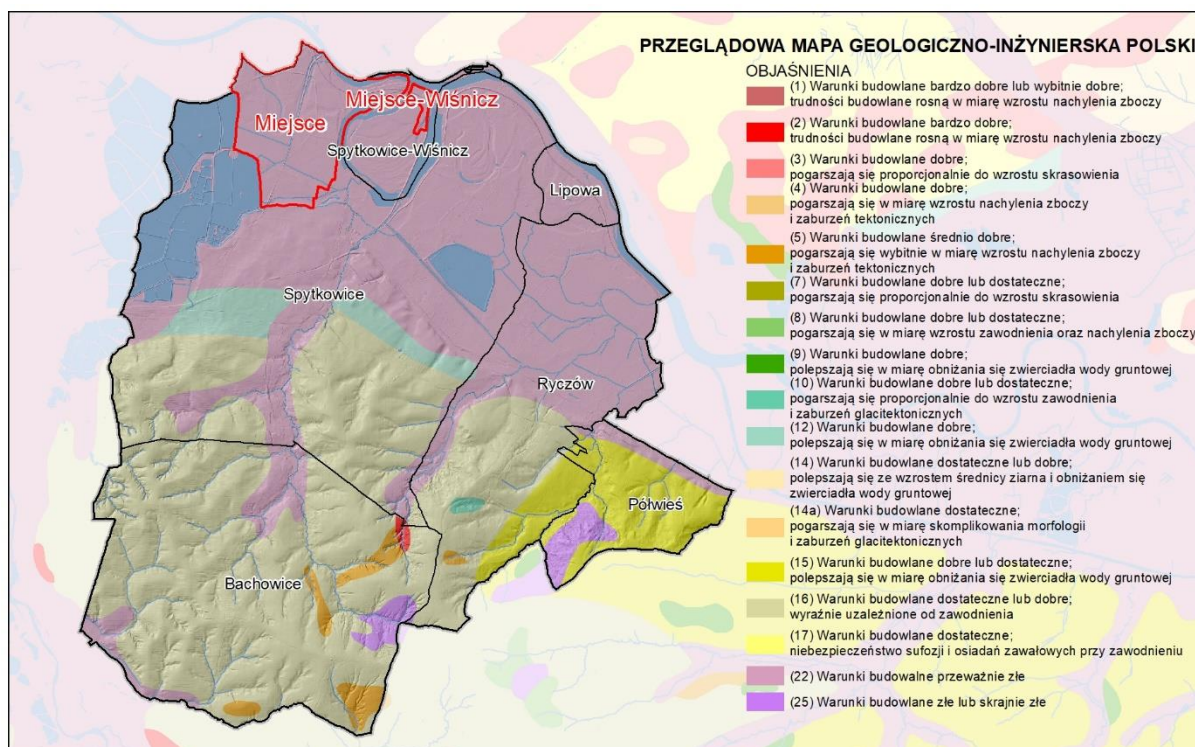 PRZEGLĄDOWA MAPA GEOLOGICZNO-INŻYNIERSKA POLSKI
OBJAŚNIENIA
(1) Warunki budowlane bardzo dobre lub wybitnie dobre;
trudności budowlane rosną w miarę wzrostu nachylenia zboczy
(2) Warunki budowlane bardzo dobre;
trudności budowlane rosną w miarę wzrostu nachylenia zboczy
(3) Warunki budowlane dobre;
pogarszają się proporcjonalnie do wzrostu skrasowienia
(4) Warunki budowlane dobre;
pogarszają się w miarę wzrostu nachylenia zboczy
i zaburzeń tektonicznych
(5) Warunki budowlane średnio dobre;
pogarszają się wybitnie w miarę wzrostu nachylenia zboczy
i zaburzeń tektonicznych
(7) Warunki budowlane dobre lub dostateczne;
pogarszają się proporcjonalnie do wzrostu skrasowienia
(8) Warunki budowlane dobre lub dostateczne;
pogarszają się w miarę wzrostu zawodnienia oraz nachylenia zboczy
(9) Warunki budowlane dobre;
polepszają się w miarę obniżania się zwierciadła wody gruntowej
(10) Warunki budowlane dobre lub dostateczne;
pogarszają się proporcjonalnie do wzrostu zawodnienia
i zaburzeń glacitektonicznych
(12) Warunki budowlane dobre;
polepszają się w miarę obniżania się zwierciadła wody gruntowej
(14) Warunki budowlane dostateczne lub dobre;
polepszają się ze wzrostem średnicy ziarna i obniżaniem się
zwierciadła wody gruntowej
(14a) Warunki budowlane dostateczne;
pogarszają się w miarę skomplikowania morfologii
i zaburzeń glacitektonicznych
(15) Warunki budowlane dobre lub dostateczne;
polepszają się w miarę obniżania się zwierciadła wody gruntowej
(16) Warunki budowlane dostateczne lub dobre;
wyraźnie uzależnione od zawodnienia
(17) Warunki budowlane dostateczne;
niebezpieczeństwo sufozji i osiadań zawałowych przy zawodnieniu
(22) Warunki budowalne przeważnie złe
(25) Warunki budowlane złe lub skrajnie złe
Miejsce-Wiśnicz
Miejsce
Spytkowice-Wiśnicz
Lipowa
Spytkowice
Ryczów
Półwieś
Bachowice